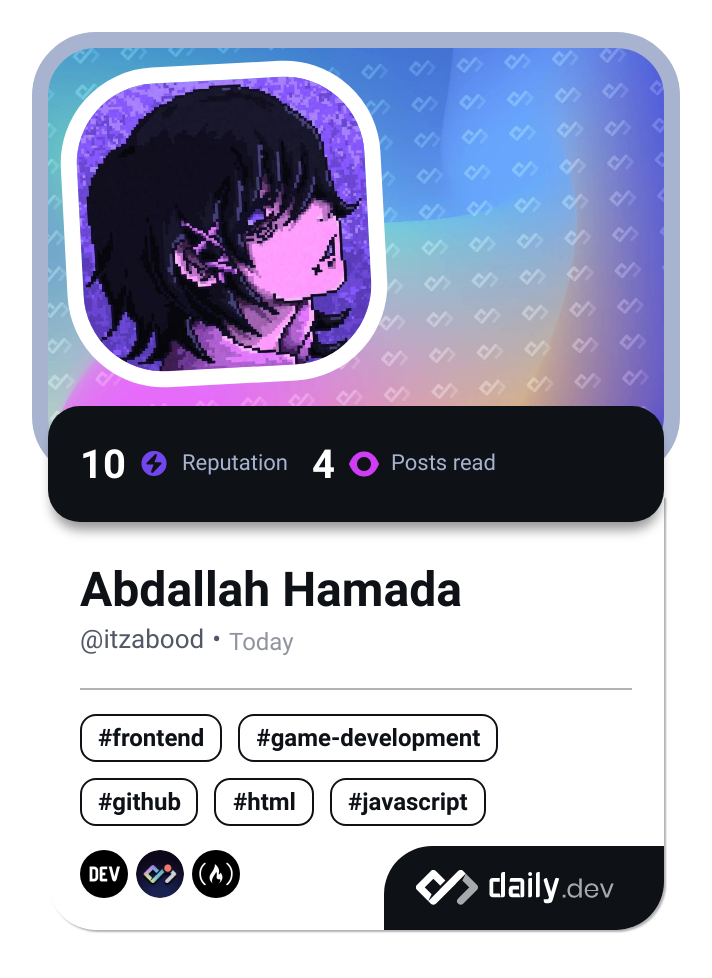 10 Reputation 4 Posts read
Abdallah Hamada
@itzabood • Today
#frontend #game-development
#github #html #javascript
DEV
daily.dev